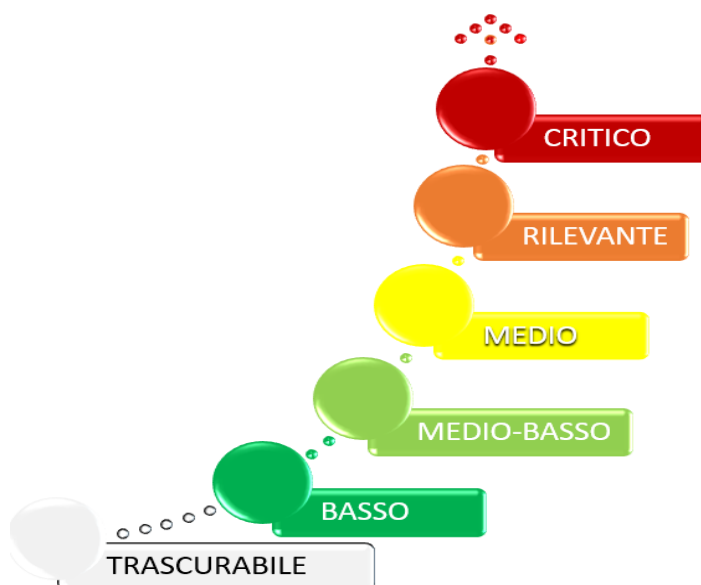 CRITICO
RILEVANTE
MEDIO
MEDIO-BASSO
BASSO
TRASCURABILE